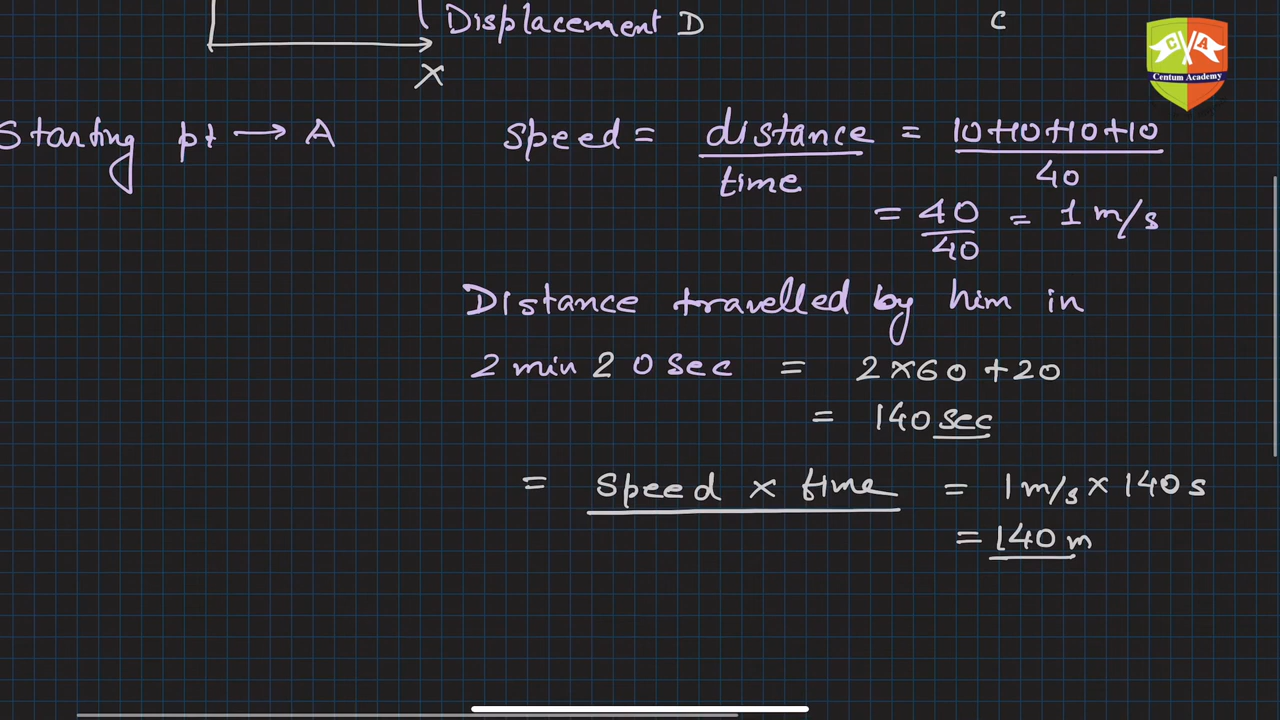 Displacement D C
X
C A
Centum Academy
Starting pt → A
Speed = distance / time = 10+10+10+10 / 40
= 40 / 40 = 1 m/s
Distance travelled by him in
2 min 20 sec = 2×60 + 20
= 140 sec
= Speed × time = 1 m/s × 140 s
= 140 m